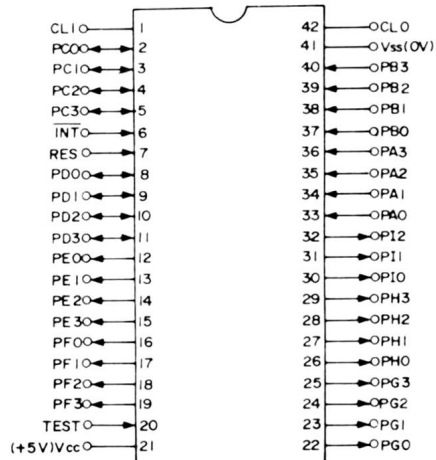 CL1 1 42 CLO
PC0 2 41 Vss(OV)
PC1 3 40 PB3
PC2 4 39 PB2
PC3 5 38 PB1
INT 6 37 PB0
RES 7 36 PA3
PD0 8 35 PA2
PD1 9 34 PA1
PD2 10 33 PA0
PD3 11 32 PI2
PE0 12 31 PI1
PE1 13 30 PI0
PE2 14 29 PH3
PE3 15 28 PH2
PF0 16 27 PH1
PF1 17 26 PH0
PF2 18 25 PG3
PF3 19 24 PG2
TEST 20 23 PG1
(+5V)Vcc 21 22 PG0